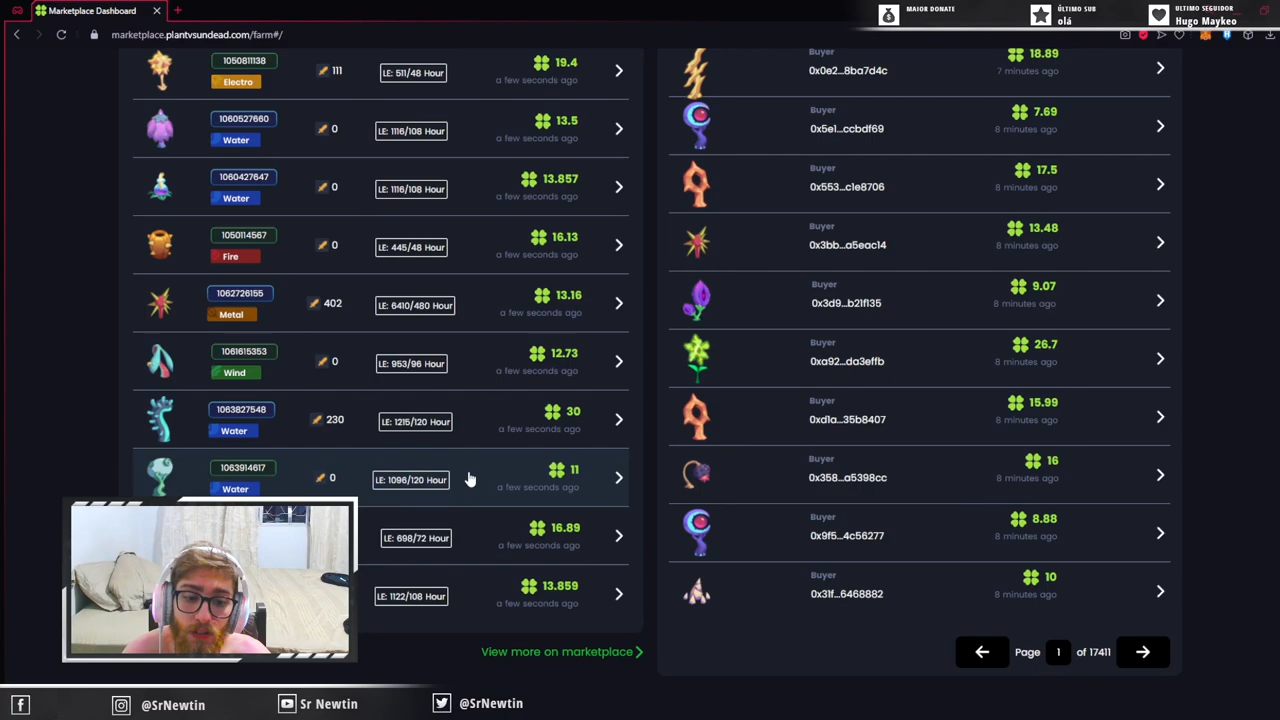 Marketplace Dashboard
MAIOR DONATE
ÚLTIMO SUB
olá
ULTIMO SEGUIDOR
Hugo Maykeo
marketplace.plantvsundead.com/farm#/
1050811138
Electro
111
LE: 511/48 Hour
19.4
a few seconds ago
1060527660
Water
0
LE: 1116/108 Hour
13.5
a few seconds ago
1060427647
Water
0
LE: 1116/108 Hour
13.857
a few seconds ago
1050114567
Fire
0
LE: 445/48 Hour
16.13
a few seconds ago
1062726155
Metal
402
LE: 6410/480 Hour
13.16
a few seconds ago
1061615353
Wind
0
LE: 953/96 Hour
12.73
a few seconds ago
1063827548
Water
230
LE: 1215/120 Hour
30
a few seconds ago
1063914617
Water
0
LE: 1096/120 Hour
11
a few seconds ago
LE: 698/72 Hour
16.89
a few seconds ago
LE: 1122/108 Hour
13.859
a few seconds ago
View more on marketplace
Buyer
0x0e2...8ba7d4c
18.89
7 minutes ago
Buyer
0x5e1...ccbdf69
7.69
8 minutes ago
Buyer
0x553...c1e8706
17.5
8 minutes ago
Buyer
0x3bb...a5eac14
13.48
8 minutes ago
Buyer
0x3d9...b21f135
9.07
8 minutes ago
Buyer
0xa92...da3effb
26.7
8 minutes ago
Buyer
0xd1a...35b8407
15.99
8 minutes ago
Buyer
0x358...a5398cc
16
8 minutes ago
Buyer
0x9f5...4c56277
8.88
8 minutes ago
Buyer
0x31f...6468882
10
8 minutes ago
Page 1 of 17411
@SrNewtin
Sr Newtin
@SrNewtin